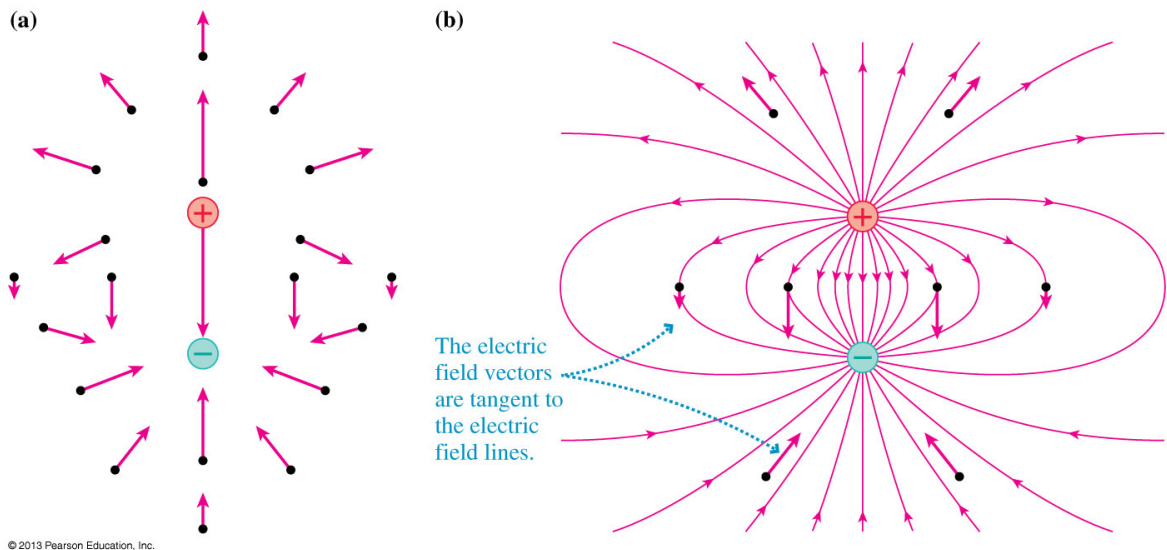 (a)
(b)
+
+
−
−
The electric
field vectors
are tangent to
the electric
field lines.
© 2013 Pearson Education, Inc.